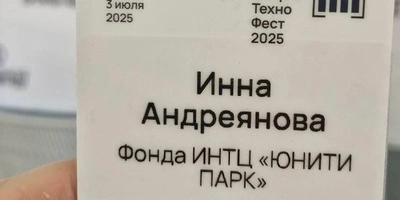 3 июля
2025
Техно
Фест
2025
Инна
Андреянова
Фонда ИНТЦ «ЮНИТИ
ПАРК»